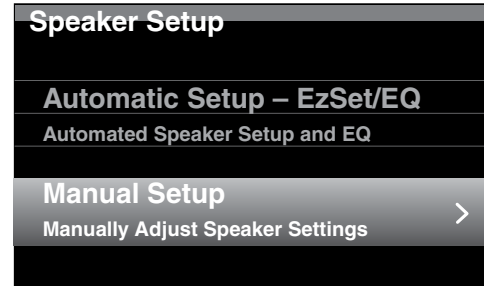 Speaker Setup
Automatic Setup – EzSet/EQ
Automated Speaker Setup and EQ
Manual Setup
Manually Adjust Speaker Settings